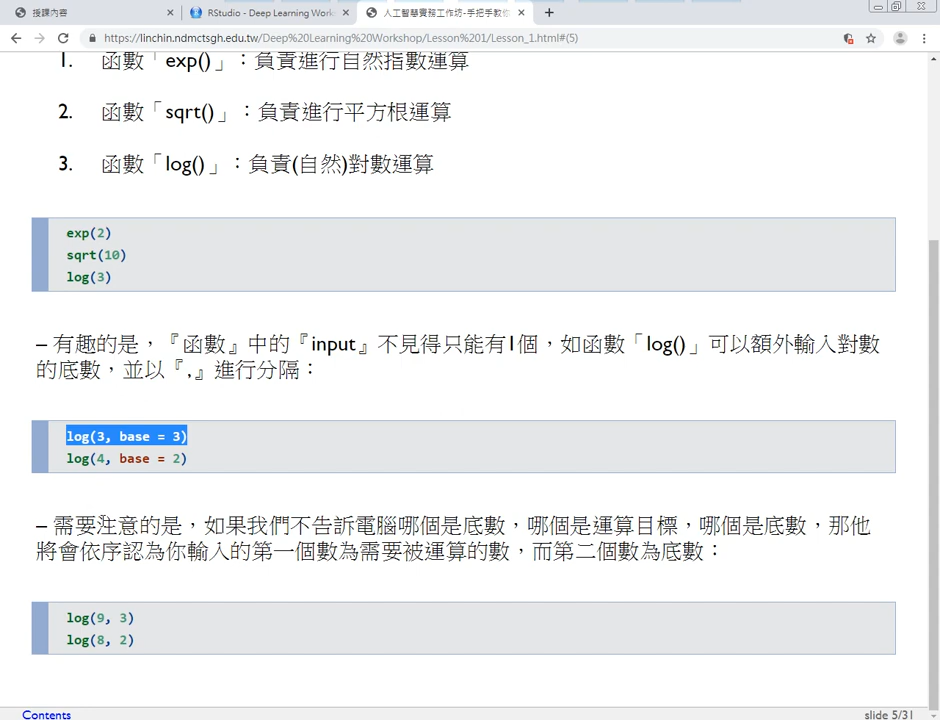 授課內容
RStudio - Deep Learning Work
人工智慧實務工作坊-手把手教你
https://linchin.ndmctsgh.edu.tw/Deep%20Learning%20Workshop/Lesson%201/Lesson_1.html#(5)
1. 函數「exp()」：負責進行自然指數運算
2. 函數「sqrt()」：負責進行平方根運算
3. 函數「log()」：負責(自然)對數運算
exp(2)
sqrt(10)
log(3)
– 有趣的是，『函數』中的『input』不見得只能有1個，如函數「log()」可以額外輸入對數
的底數，並以『,』進行分隔：
log(3, base = 3)
log(4, base = 2)
– 需要注意的是，如果我們不告訴電腦哪個是底數，哪個是運算目標，哪個是底數，那他
將會依序認為你輸入的第一個數為需要被運算的數，而第二個數為底數：
log(9, 3)
log(8, 2)
Contents
slide 5/31